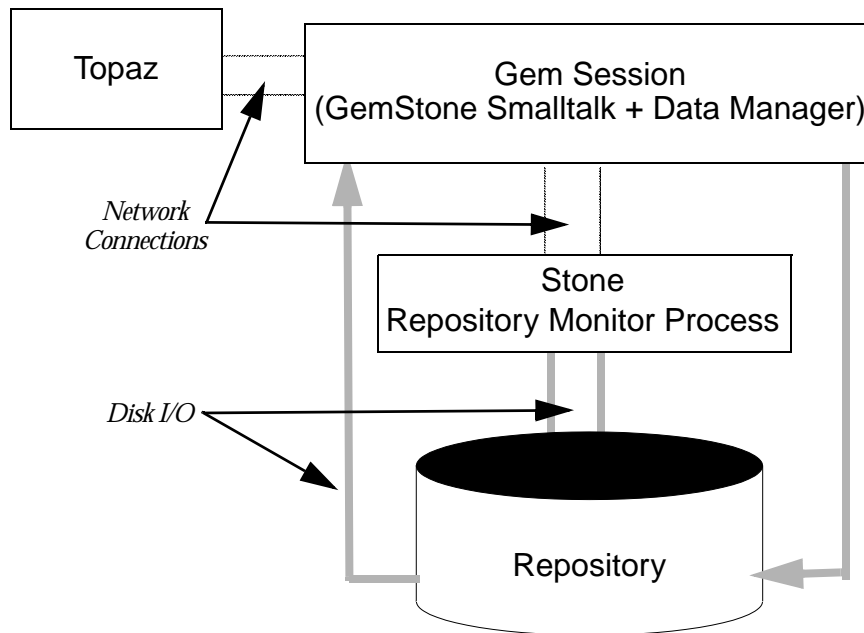 Topaz
Gem Session
(GemStone Smalltalk + Data Manager)
Network
Connections
Stone
Repository Monitor Process
Disk I/O
Repository